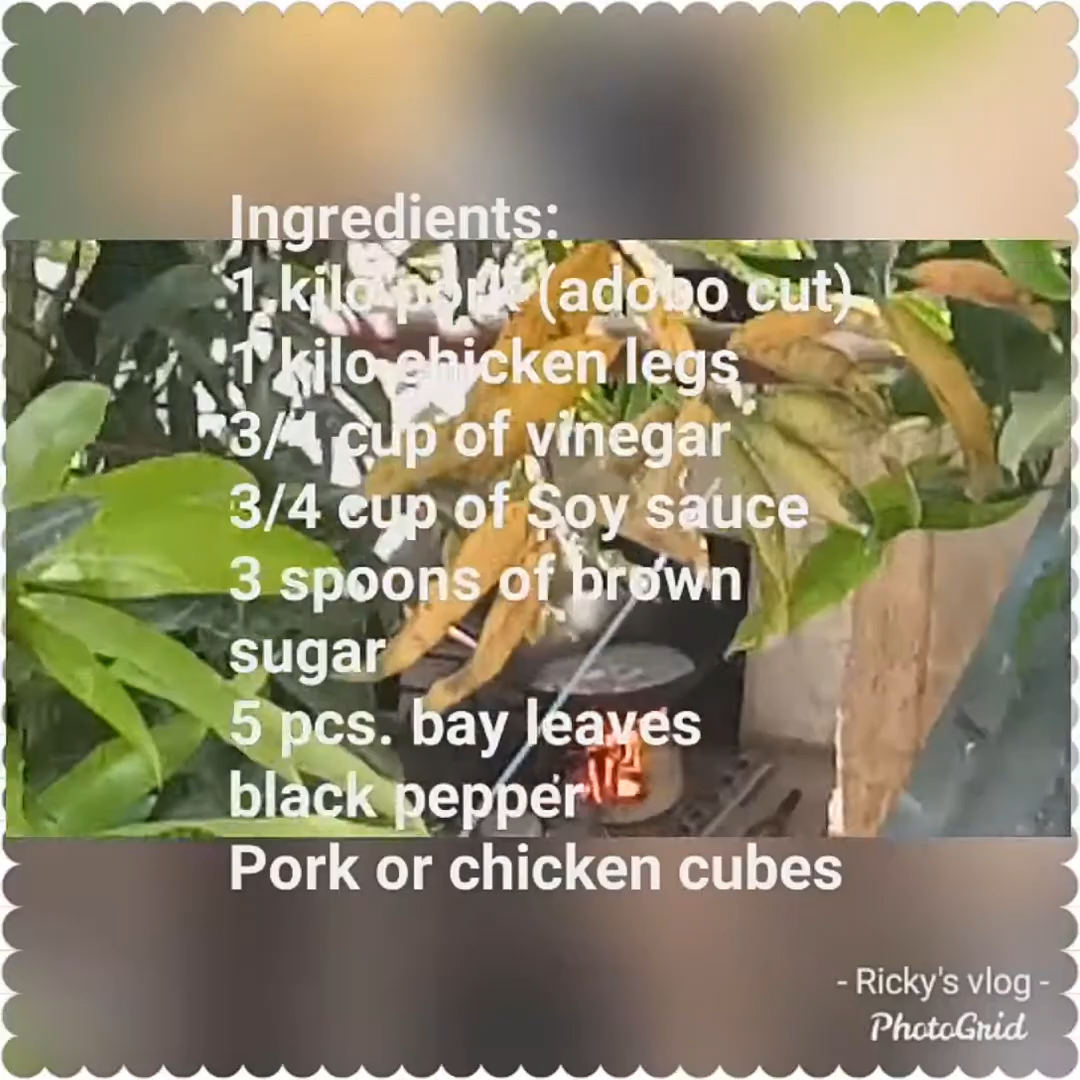 Ingredients:
1 kilo pork (adobo cut)
1 kilo chicken legs
3/4 cup of vinegar
3/4 cup of Soy sauce
3 spoons of brown
sugar
5 pcs. bay leaves
black pepper
Pork or chicken cubes
- Ricky's vlog -
PhotoGrid